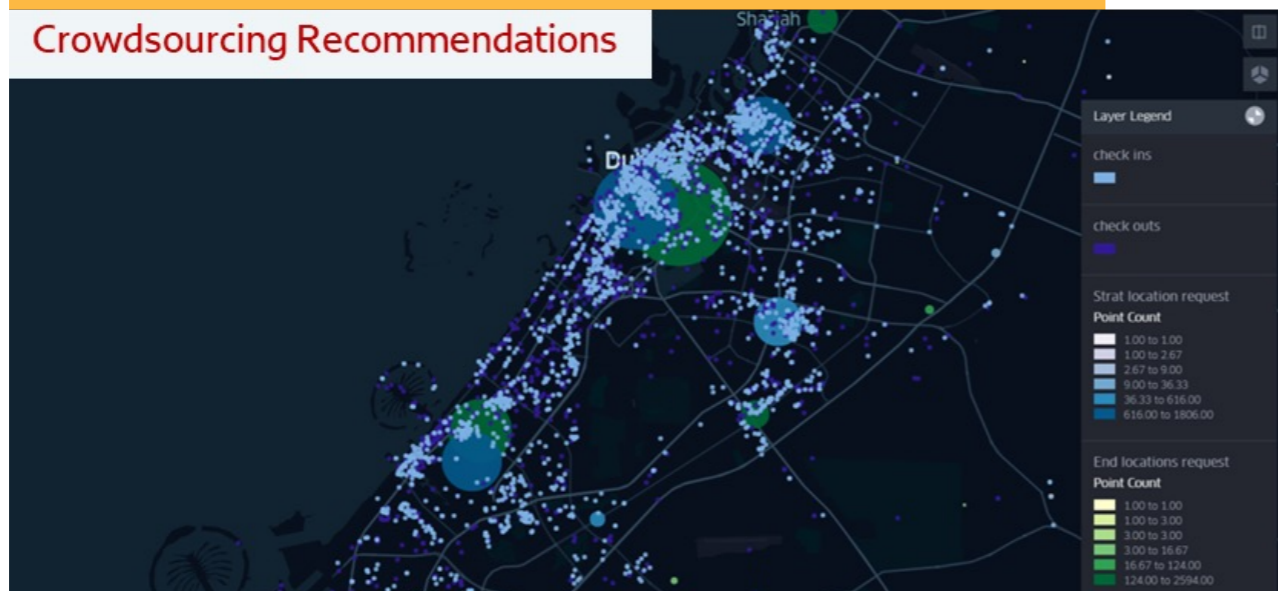 Crowdsourcing Recommendations
Layer Legend
check ins
check outs
Strat location request
Point Count
1.00 to 1.00
1.00 to 2.67
2.67 to 9.00
9.00 to 36.33
36.33 to 616.00
616.00 to 1806.00
End locations request
Point Count
1.00 to 1.00
1.00 to 3.00
3.00 to 3.00
3.00 to 16.67
16.67 to 124.00
124.00 to 2594.00